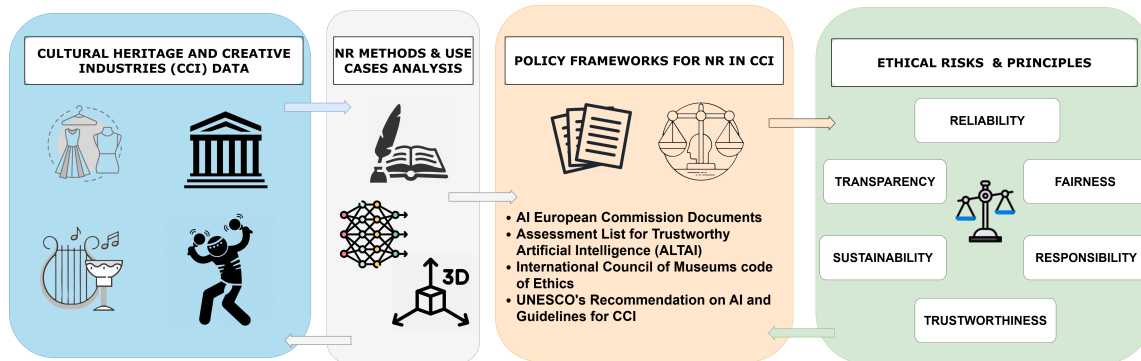 CULTURAL HERITAGE AND CREATIVE
INDUSTRIES (CCI) DATA
NR METHODS & USE
CASES ANALYSIS
3D
POLICY FRAMEWORKS FOR NR IN CCI
• AI European Commission Documents
• Assessment List for Trustworthy
Artificial Intelligence (ALTAI)
• International Council of Museums code
of Ethics
• UNESCO's Recommendation on AI and
Guidelines for CCI
ETHICAL RISKS & PRINCIPLES
RELIABILITY
TRANSPARENCY
FAIRNESS
SUSTAINABILITY
RESPONSIBILITY
TRUSTWORTHINESS